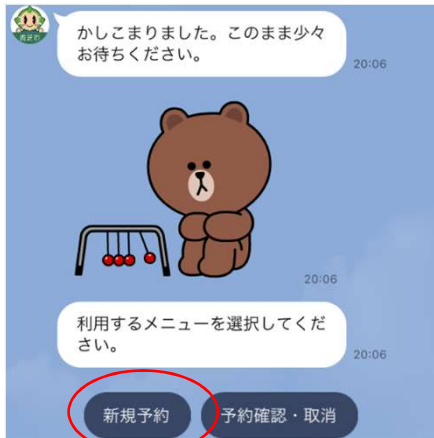 かしこまりました。このまま少々
お待ちください。
20:06
20:06
利用するメニューを選択してくだ
さい。
20:06
新規予約
予約確認・取消